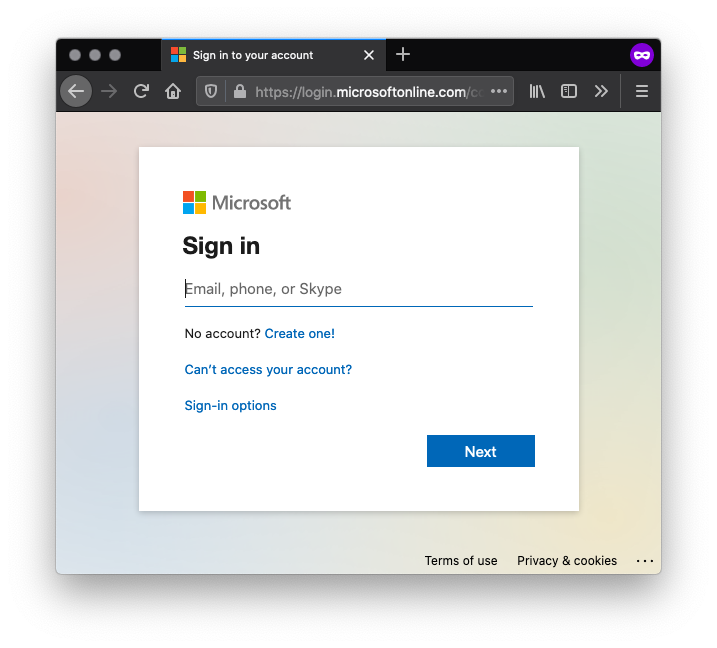 Sign in to your account
https://login.microsoftonline.com/co
Microsoft
Sign in
Email, phone, or Skype
No account? Create one!
Can't access your account?
Sign-in options
Next
Terms of use Privacy & cookies ...